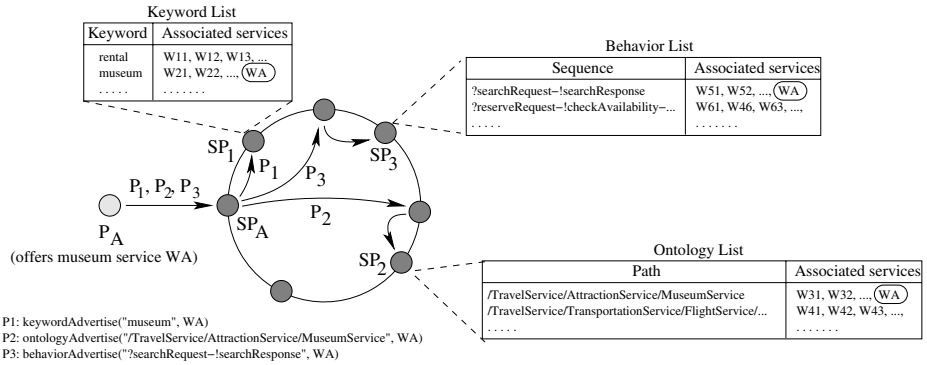 Keyword List
Keyword Associated services
rental W11, W12, W13, ...
museum W21, W22, ..., WA
. . . . . . . . . . . .
Behavior List
Sequence Associated services
?searchRequest−!searchResponse W51, W52, ..., WA
?reserveRequest−!checkAvailability−... W61, W46, W63, ...,
. . . . . . . . . . . .
SP1
P1
P3
SP3
P1, P2, P3
SPA
P2
PA
(offers museum service WA)
SP2
Ontology List
Path Associated services
/TravelService/AttractionService/MuseumService W31, W32, ..., WA
/TravelService/TransportationService/FlightService/... W41, W42, W43, ...,
. . . . . . . . . . . .
P1: keywordAdvertise("museum", WA)
P2: ontologyAdvertise("/TravelService/AttractionService/MuseumService", WA)
P3: behaviorAdvertise("?searchRequest−!searchResponse", WA)